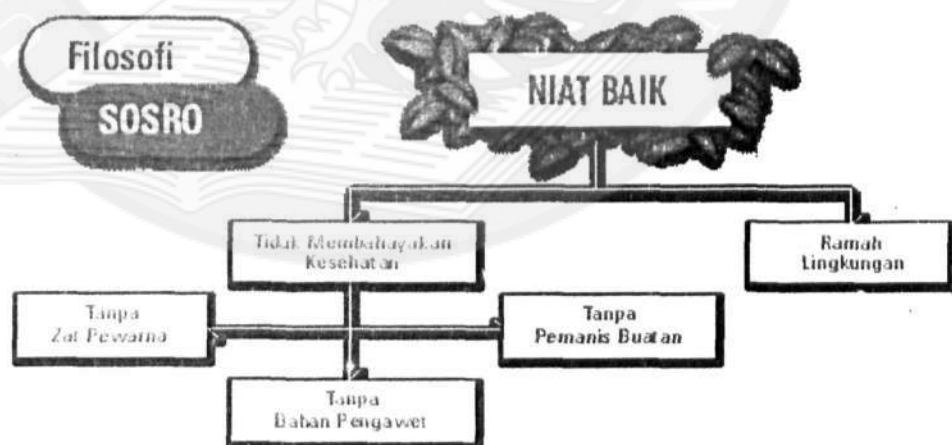 Filosofi
SOSRO
NIAT BAIK
Tidak Membahayakan
Kesehatan
Ramah
Lingkungan
Tanpa
Zat Pewarna
Tanpa
Pemanis Buatan
Tanpa
Bahan Pengawet